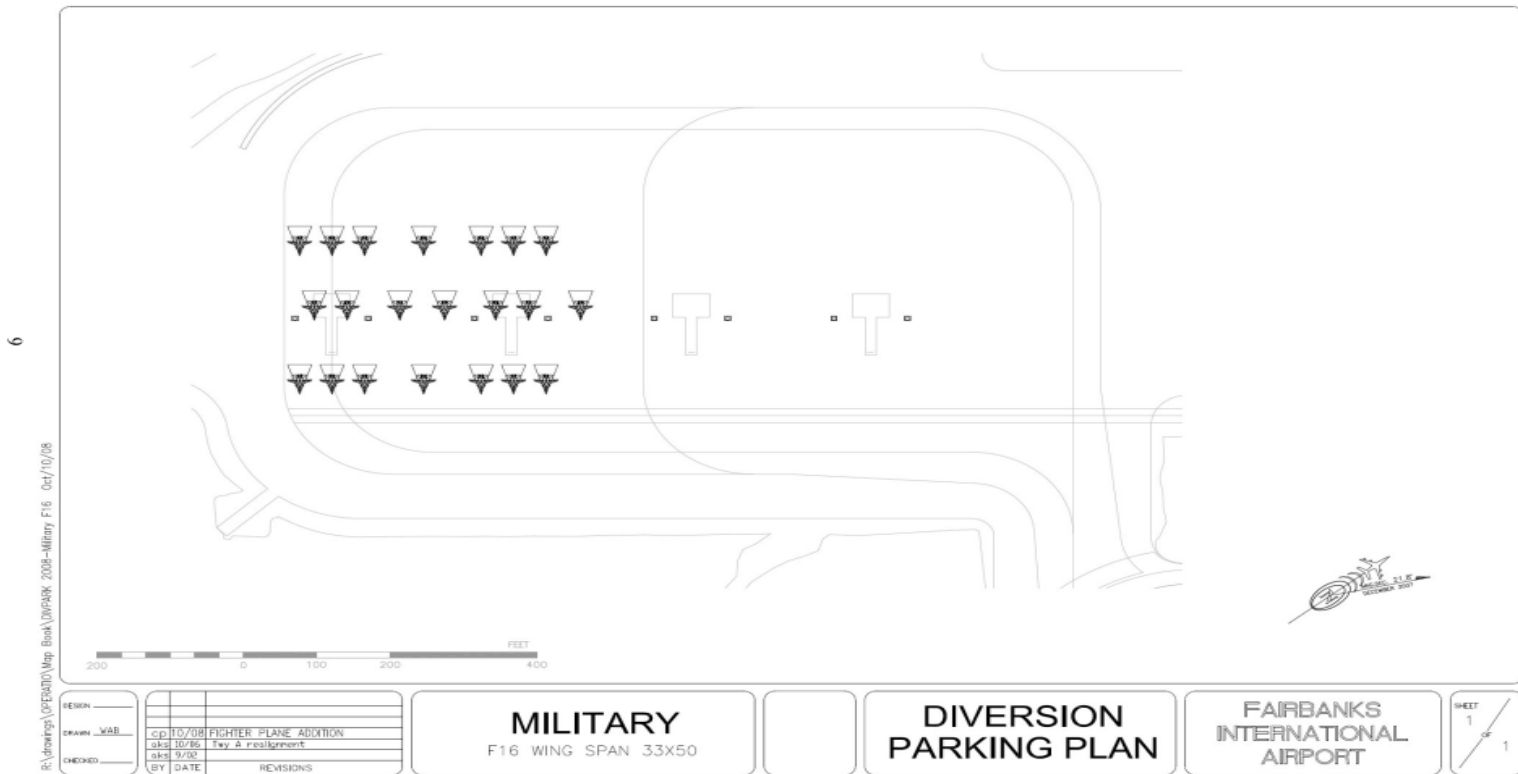 6
R:\drawings\OPERATIO\Map Book\DIVPARK 2008-Military F16 Oct/10/08
DECEMBER 2007
FEET
200 0 100 200 400
DESIGN
DRAWN WAB
CHECKED
cp 10/08 FIGHTER PLANE ADDITION
aks 10/06 Twy A realignment
aks 9/02
BY DATE REVISIONS
MILITARY
F16 WING SPAN 33X50
DIVERSION
PARKING PLAN
FAIRBANKS
INTERNATIONAL
AIRPORT
SHEET
1
OF
1